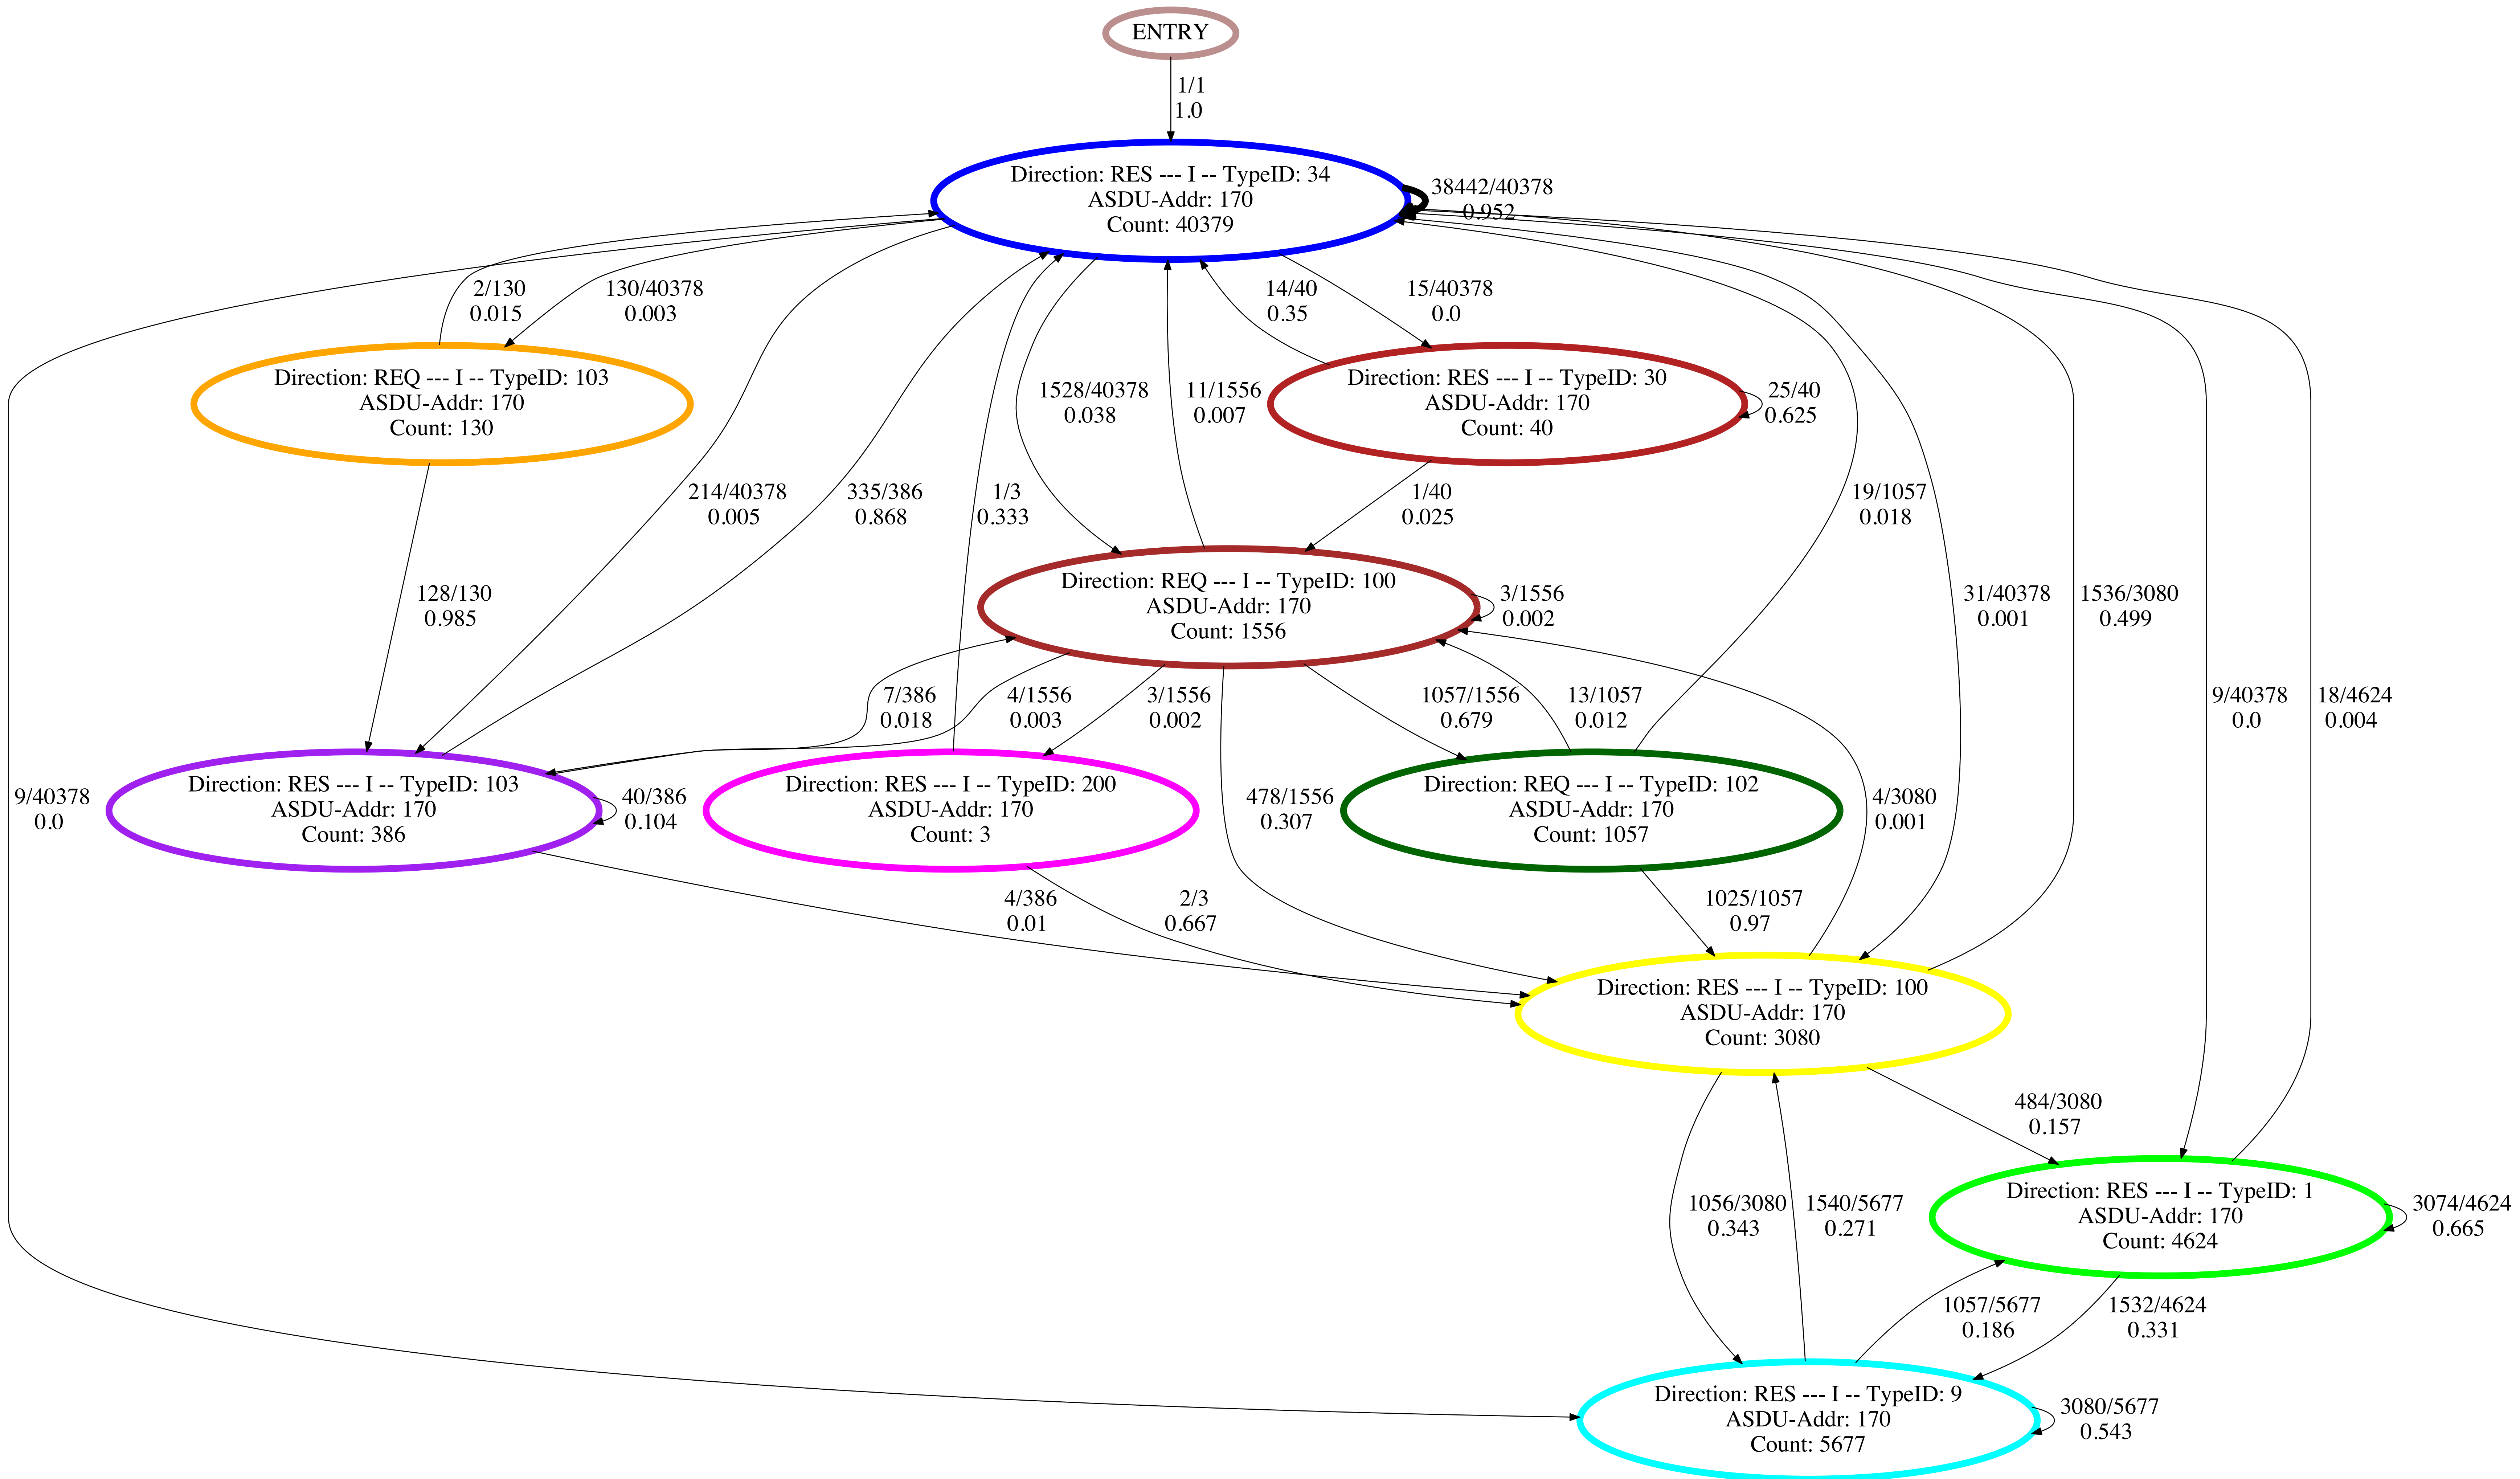 ENTRY
1/1
1.0
Direction: RES --- I -- TypeID: 34
ASDU-Addr: 170
Count: 40379
38442/40378
0.952
2/130
0.015
130/40378
0.003
14/40
0.35
15/40378
0.0
Direction: REQ --- I -- TypeID: 103
ASDU-Addr: 170
Count: 130
1528/40378
0.038
11/1556
0.007
Direction: RES --- I -- TypeID: 30
ASDU-Addr: 170
Count: 40
25/40
0.625
214/40378
0.005
335/386
0.868
1/3
0.333
1/40
0.025
19/1057
0.018
128/130
0.985
Direction: REQ --- I -- TypeID: 100
ASDU-Addr: 170
Count: 1556
3/1556
0.002
31/40378
0.001
1536/3080
0.499
7/386
0.018
4/1556
0.003
3/1556
0.002
1057/1556
0.679
13/1057
0.012
9/40378
0.0
18/4624
0.004
9/40378
0.0
Direction: RES --- I -- TypeID: 103
ASDU-Addr: 170
Count: 386
40/386
0.104
Direction: RES --- I -- TypeID: 200
ASDU-Addr: 170
Count: 3
478/1556
0.307
Direction: REQ --- I -- TypeID: 102
ASDU-Addr: 170
Count: 1057
4/3080
0.001
4/386
0.01
2/3
0.667
1025/1057
0.97
Direction: RES --- I -- TypeID: 100
ASDU-Addr: 170
Count: 3080
484/3080
0.157
1056/3080
0.343
1540/5677
0.271
Direction: RES --- I -- TypeID: 1
ASDU-Addr: 170
Count: 4624
3074/4624
0.665
1057/5677
0.186
1532/4624
0.331
Direction: RES --- I -- TypeID: 9
ASDU-Addr: 170
Count: 5677
3080/5677
0.543